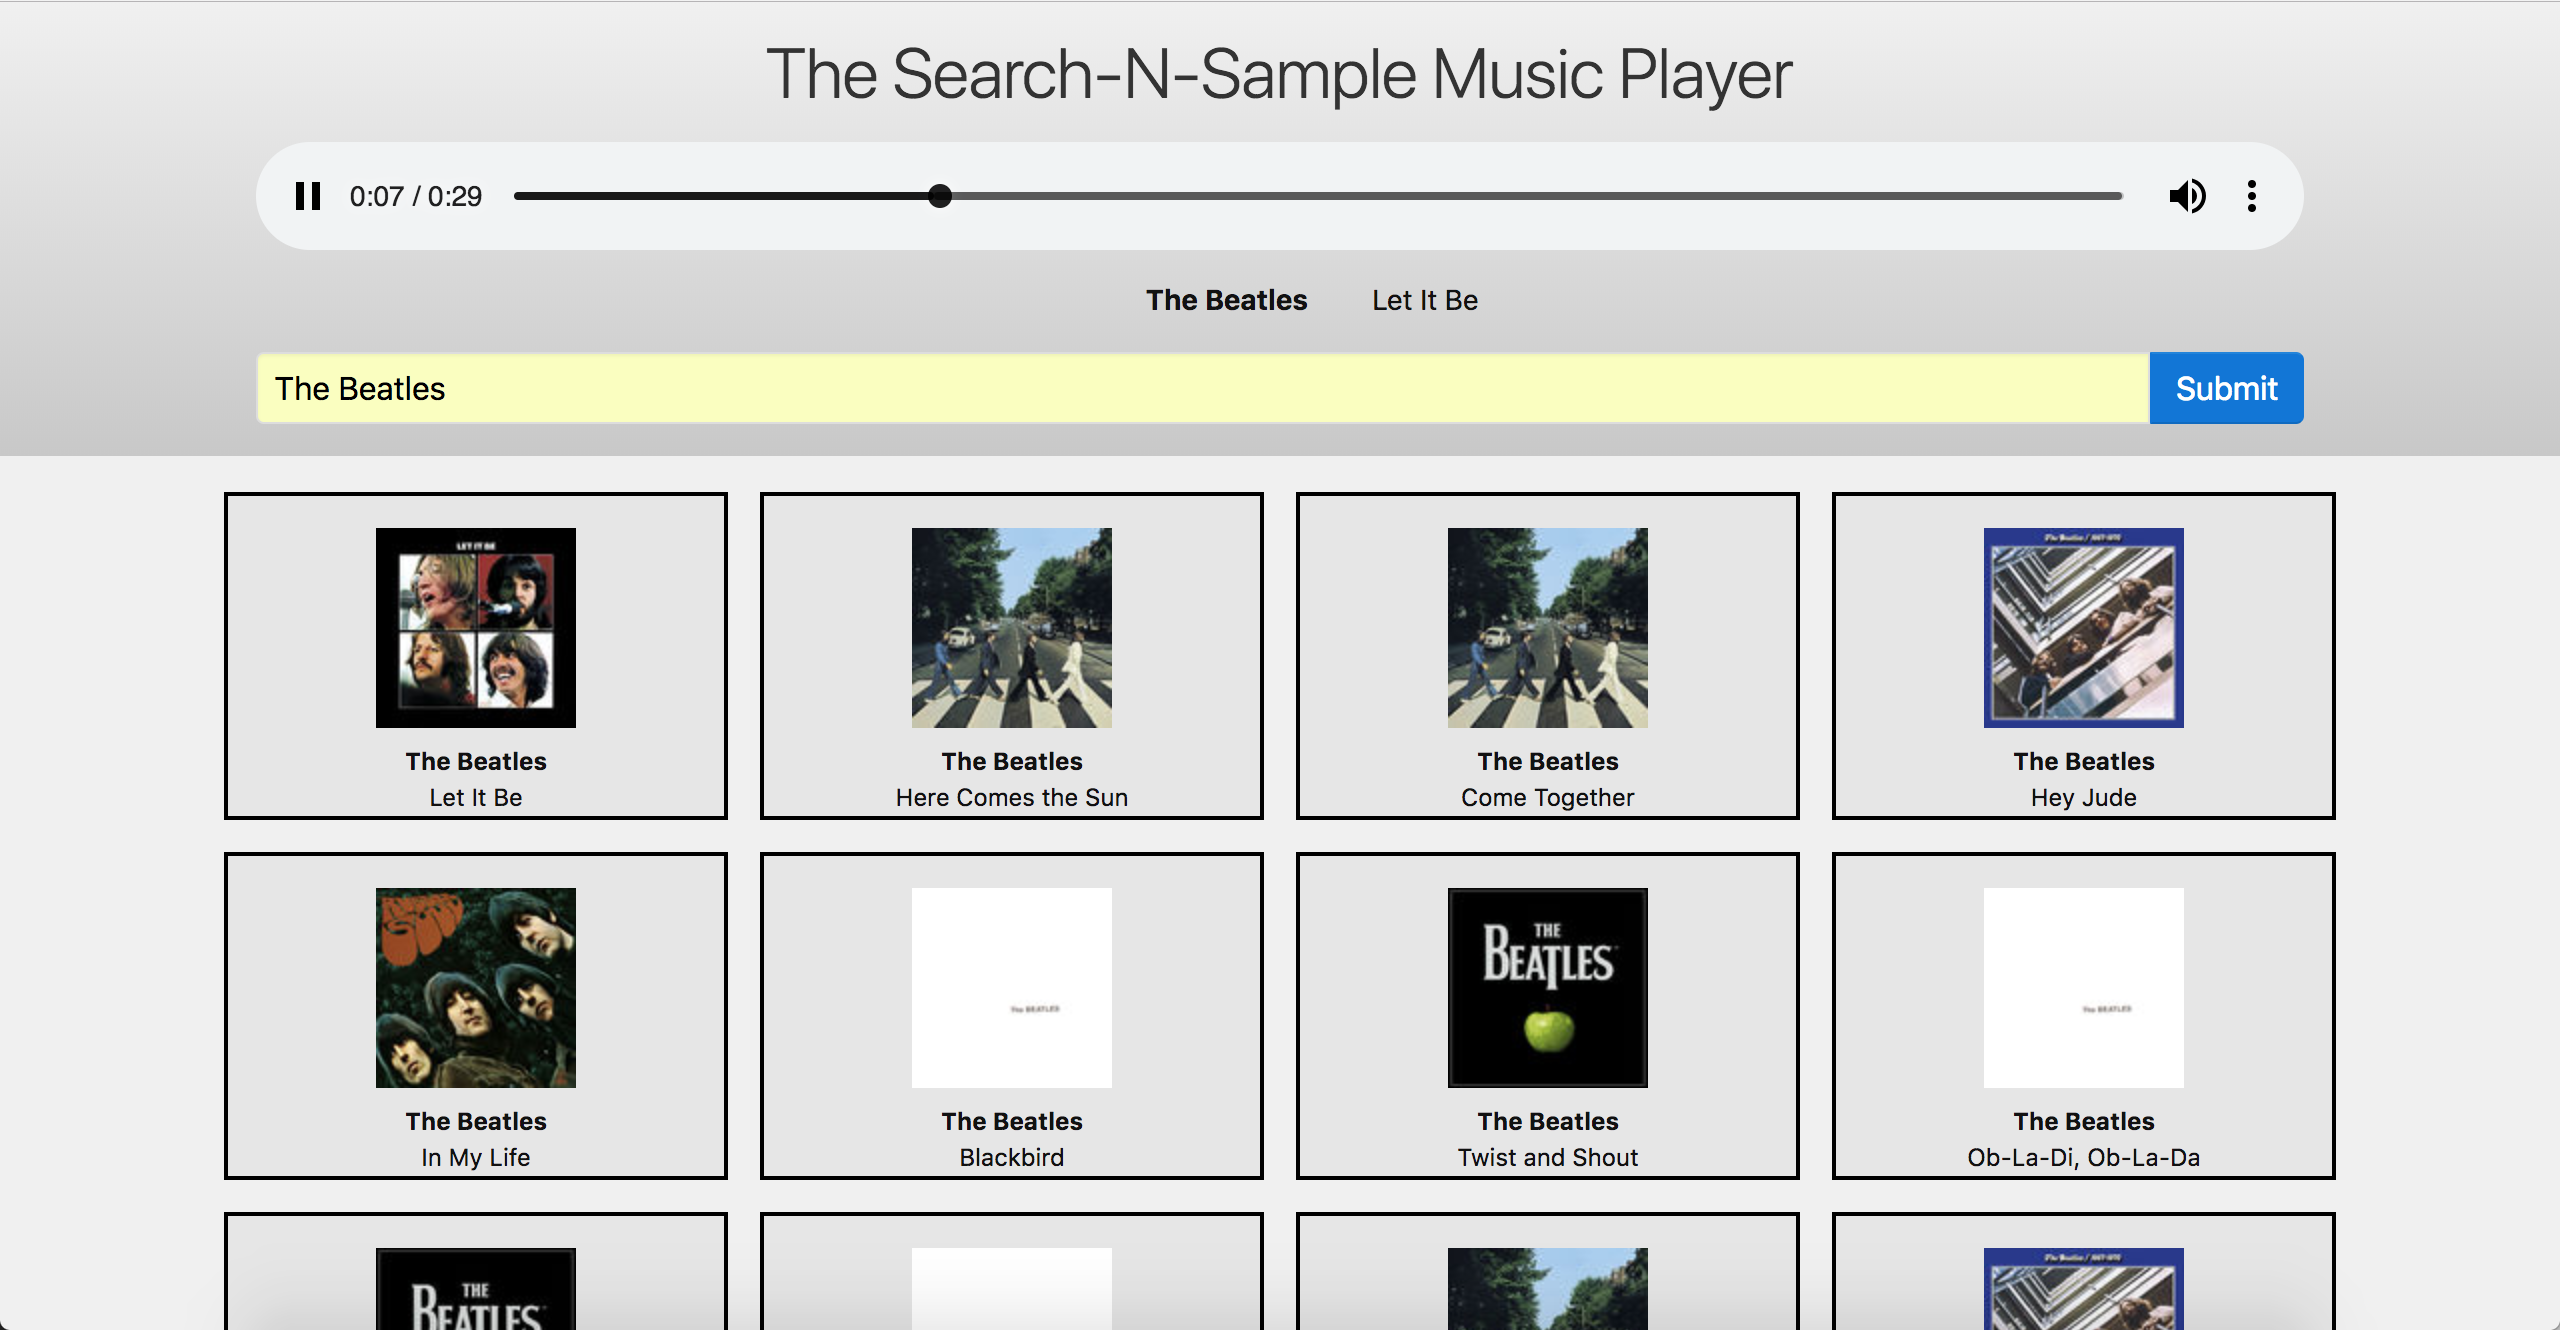 The Search-N-Sample Music Player
0:07 / 0:29
The Beatles Let It Be
The Beatles Submit
LET IT BE
The Beatles / 1967-1970
The Beatles The Beatles The Beatles The Beatles
Let It Be Here Comes the Sun Come Together Hey Jude
RUBBER SOUL
The BEATLES
THE
BEATLES
The BEATLES
The Beatles The Beatles The Beatles The Beatles
In My Life Blackbird Twist and Shout Ob-La-Di, Ob-La-Da
THE
BEATLES
The Beatles / 1967-1970